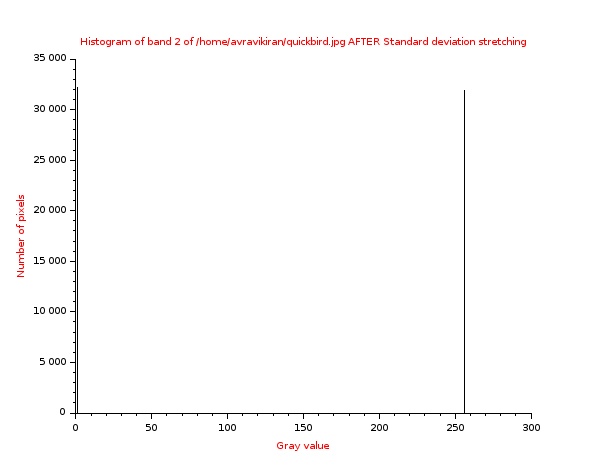 Histogram of band 2 of /home/avravikiran/quickbird.jpg AFTER Standard deviation stretching
35 000
30 000
25 000
20 000
15 000
10 000
5 000
0
Number of pixels
0 50 100 150 200 250 300
Gray value